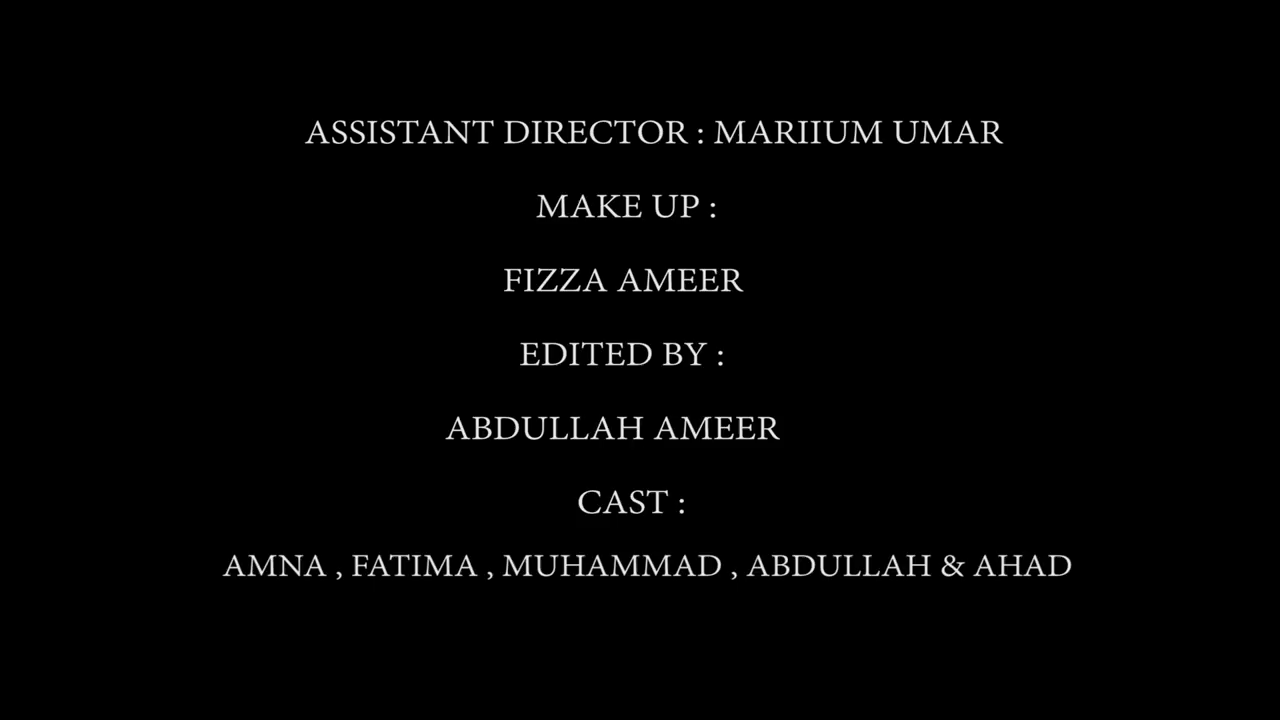 ASSISTANT DIRECTOR : MARIIUM UMAR
MAKE UP :
FIZZA AMEER
EDITED BY :
ABDULLAH AMEER
CAST :
AMNA , FATIMA , MUHAMMAD , ABDULLAH & AHAD